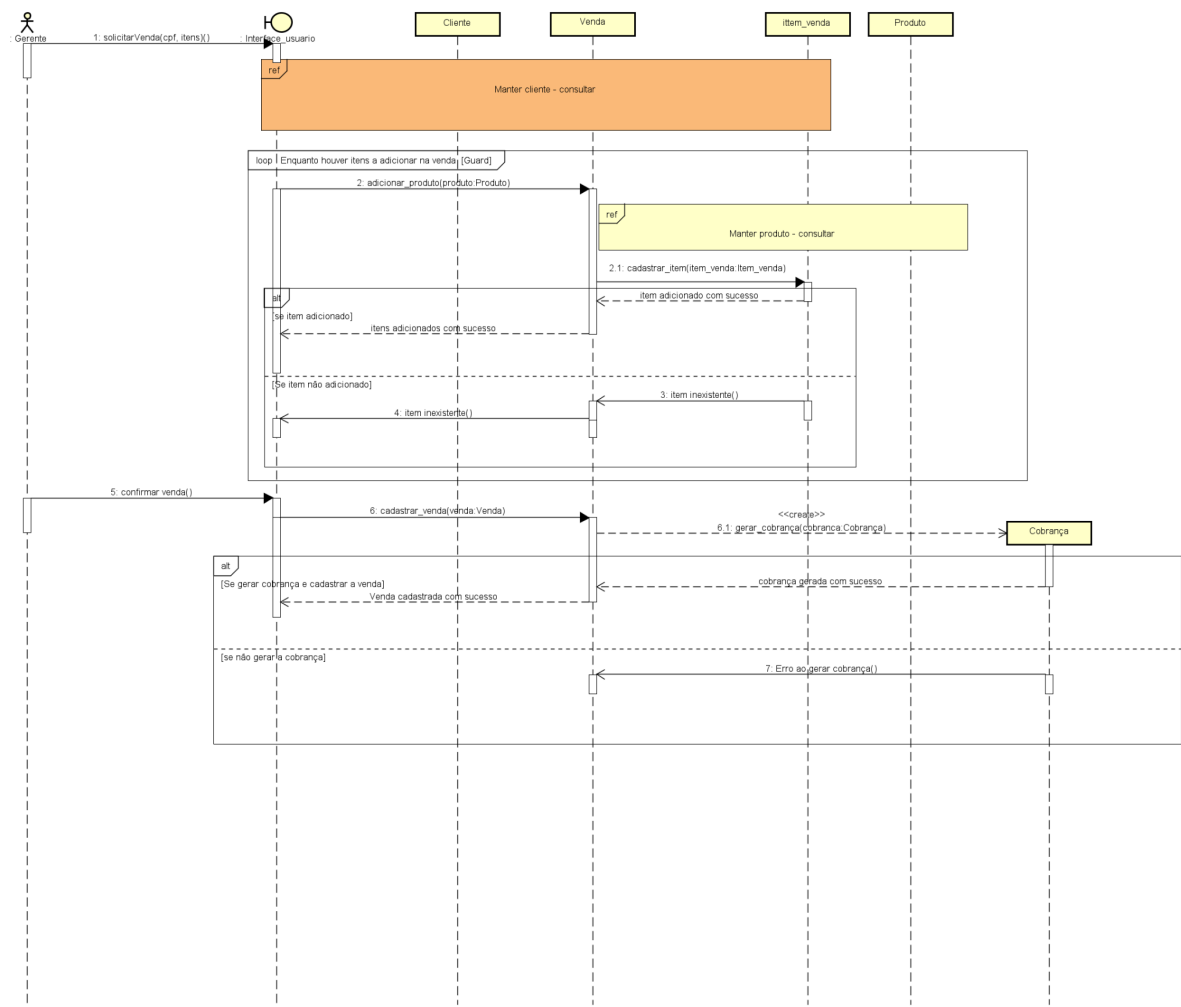 Cliente
Venda
ittem_venda
Produto
: Gerente
1: solicitarVenda(cpf, itens)()
: Interface_usuario
ref
Manter cliente - consultar
loop
Enquanto houver itens a adicionar na venda [Guard]
2: adicionar_produto(produto:Produto)
ref
Manter produto - consultar
2.1: cadastrar_item(item_venda:Item_venda)
alt
item adicionado com sucesso
[se item adicionado]
itens adicionados com sucesso
[Se item não adicionado]
3: item inexistente()
4: item inexistente()
5: confirmar venda()
6: cadastrar_venda(venda:Venda)
<<create>>
6.1: gerar_cobrança(cobranca:Cobrança)
Cobrança
alt
[Se gerar cobrança e cadastrar a venda]
cobrança gerada com sucesso
Venda cadastrada com sucesso
[se não gerar a cobrança]
7: Erro ao gerar cobrança()